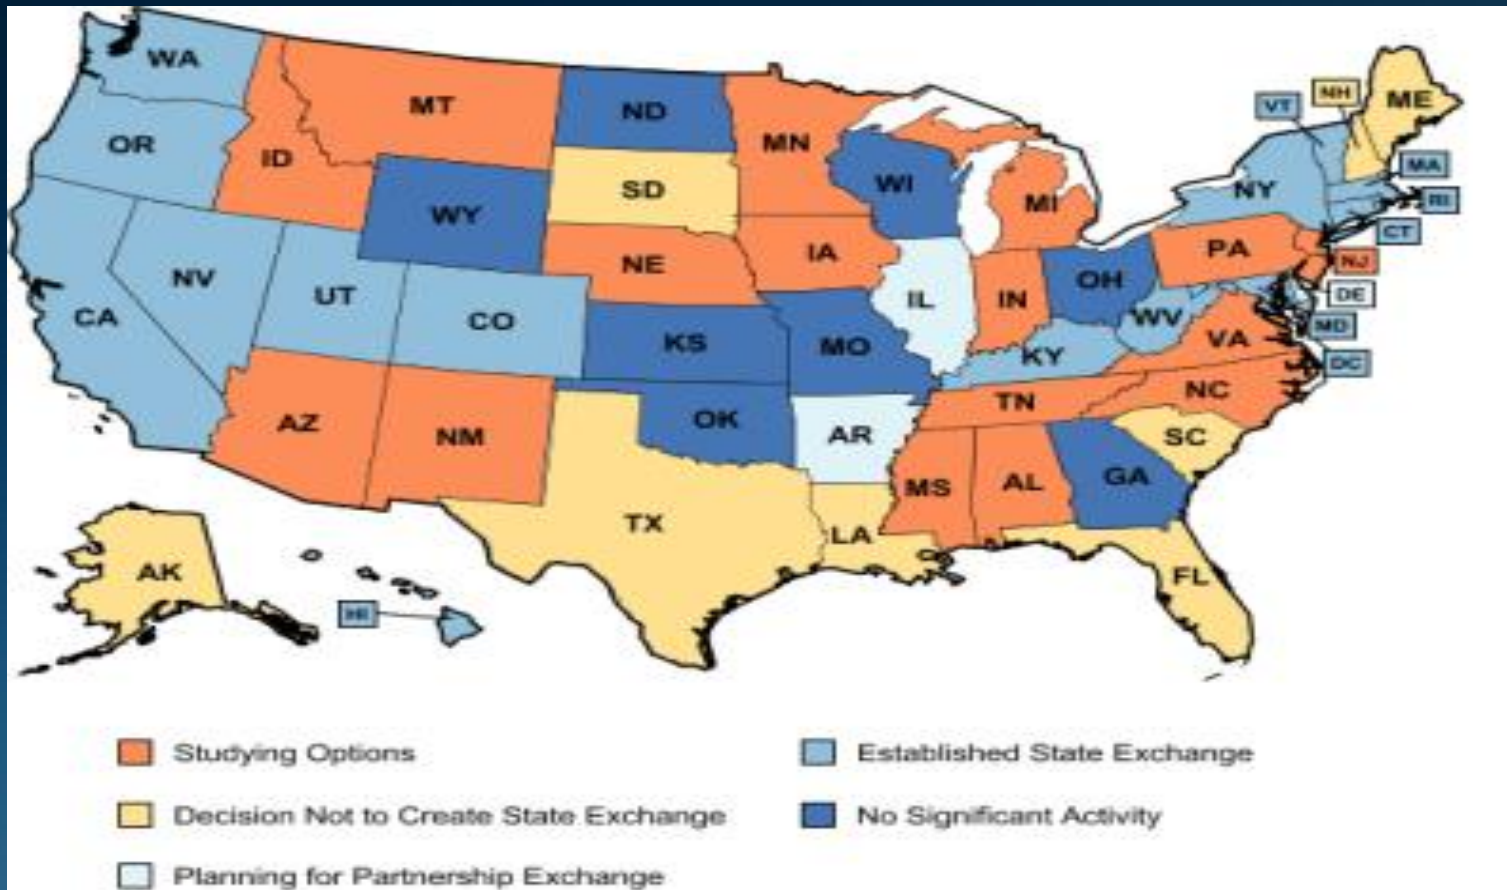 WA
MT
ND
MN
ME
NH
VT
OR
ID
SD
WI
MA
NY
RI
WY
MI
CT
PA
IA
NE
NJ
NV
UT
OH
IL
IN
DE
CA
CO
WV
MD
KS
MO
VA
KY
DC
NC
TN
AZ
NM
OK
AR
SC
GA
MS
AL
TX
LA
AK
FL
HI
Studying Options
Established State Exchange
Decision Not to Create State Exchange
No Significant Activity
Planning for Partnership Exchange